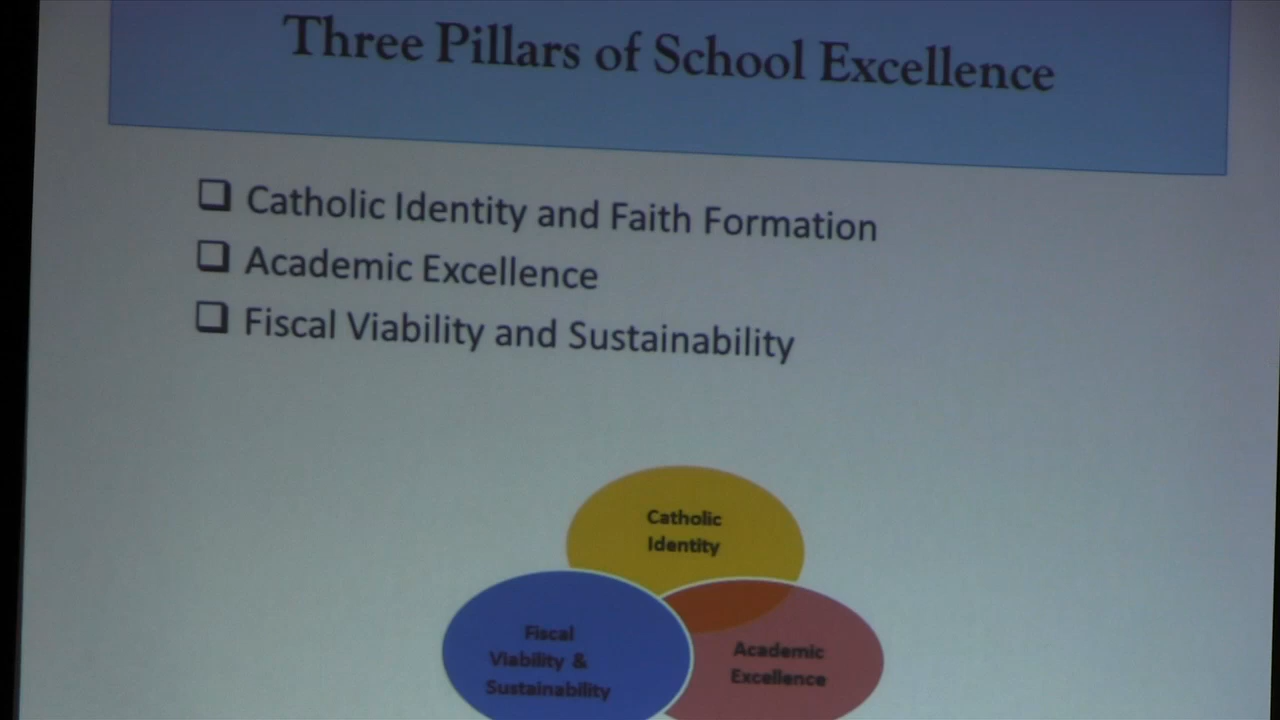 Three Pillars of School Excellence
Catholic Identity and Faith Formation
Academic Excellence
Fiscal Viability and Sustainability
Catholic
Identity
Fiscal
Viability &
Sustainability
Academic
Excellence